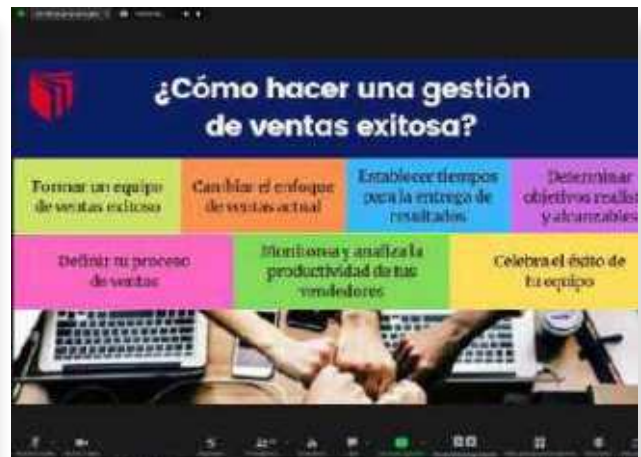 ¿Cómo hacer una gestión
de ventas exitosa?
Formar un equipo
de ventas exitoso
Cambiar el enfoque
de ventas actual
Establecer tiempos
para la entrega de
resultados
Determinar
objetivos realist
y alcanzables
Definir tu proceso
de ventas
Monitorea y analiza la
productividad de tus
vendedores
Celebra el éxito de
tu equipo